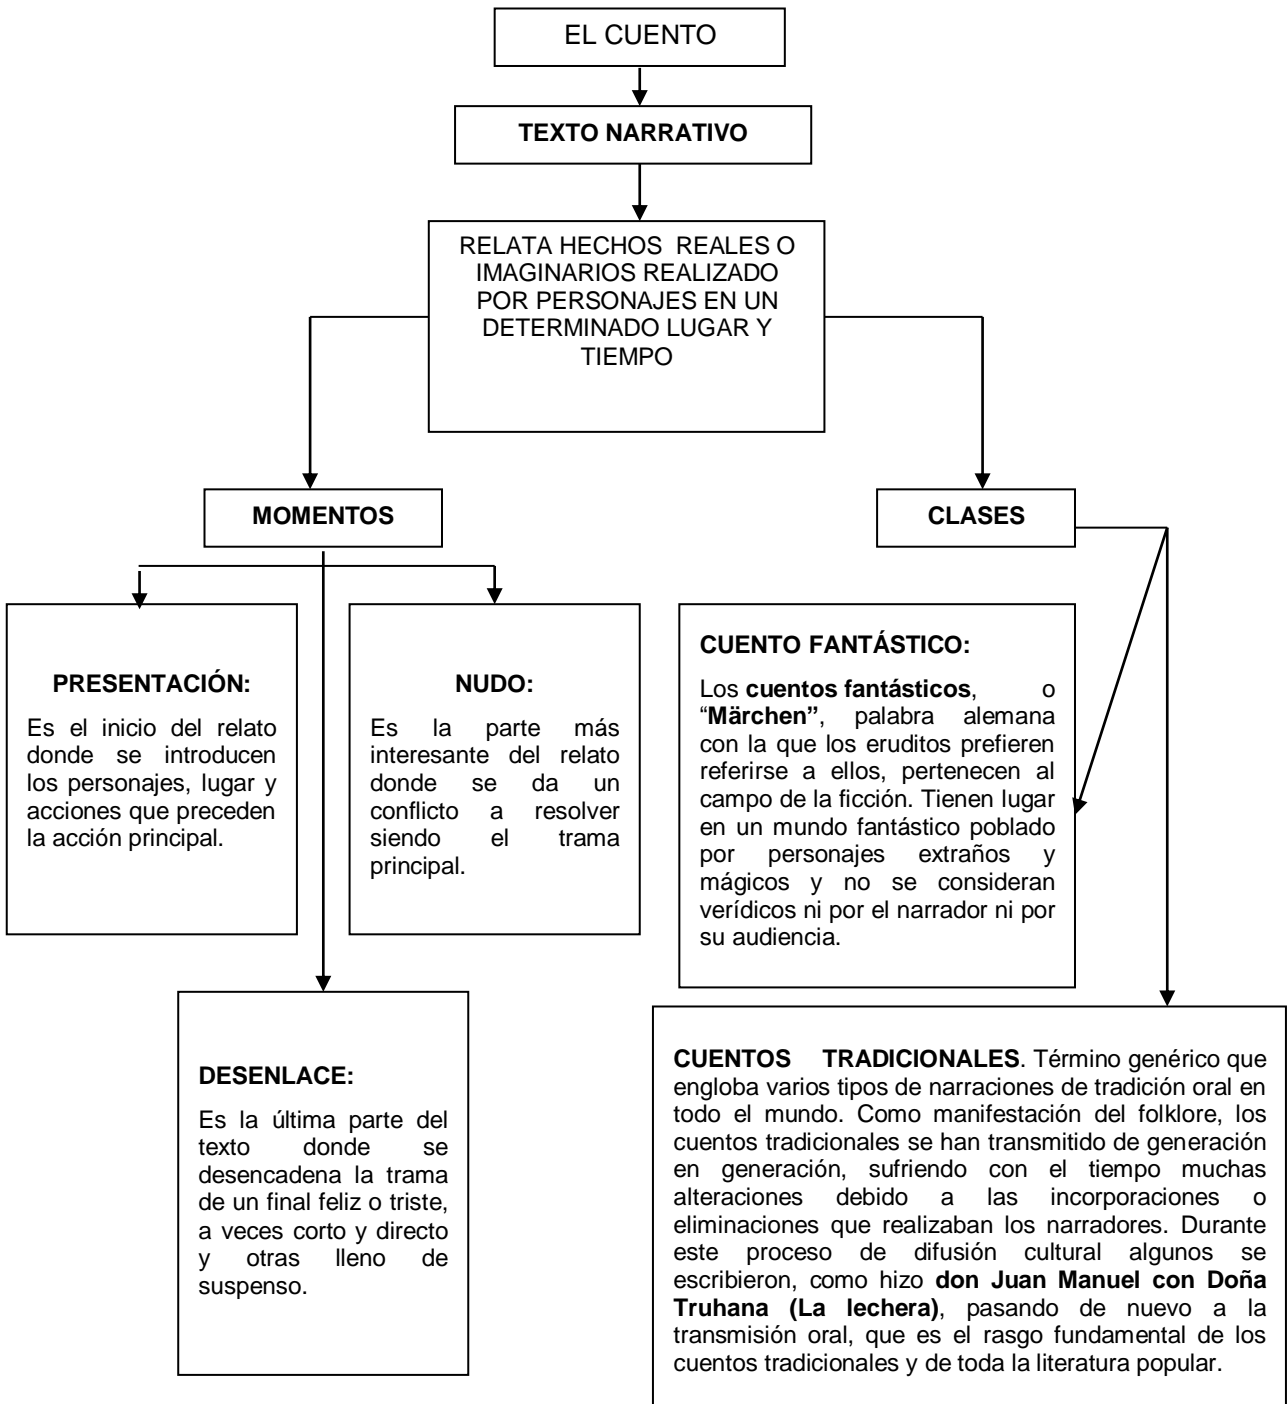 EL CUENTO
TEXTO NARRATIVO
RELATA HECHOS REALES O
IMAGINARIOS REALIZADO
POR PERSONAJES EN UN
DETERMINADO LUGAR Y
TIEMPO
MOMENTOS
CLASES
PRESENTACIÓN:
Es el inicio del relato
donde se introducen
los personajes, lugar y
acciones que preceden
la acción principal.
NUDO:
Es la parte más
interesante del relato
donde se da un
conflicto a resolver
siendo el trama
principal.
DESENLACE:
Es la última parte del
texto donde se
desencadena la trama
de un final feliz o triste,
a veces corto y directo
y otras lleno de
suspenso.
CUENTO FANTÁSTICO:
Los cuentos fantásticos, o
“Märchen”, palabra alemana
con la que los eruditos prefieren
referirse a ellos, pertenecen al
campo de la ficción. Tienen lugar
en un mundo fantástico poblado
por personajes extraños y
mágicos y no se consideran
verídicos ni por el narrador ni por
su audiencia.
CUENTOS TRADICIONALES. Término genérico que
engloba varios tipos de narraciones de tradición oral en
todo el mundo. Como manifestación del folklore, los
cuentos tradicionales se han transmitido de generación
en generación, sufriendo con el tiempo muchas
alteraciones debido a las incorporaciones o
eliminaciones que realizaban los narradores. Durante
este proceso de difusión cultural algunos se
escribieron, como hizo don Juan Manuel con Doña
Truhana (La lechera), pasando de nuevo a la
transmisión oral, que es el rasgo fundamental de los
cuentos tradicionales y de toda la literatura popular.